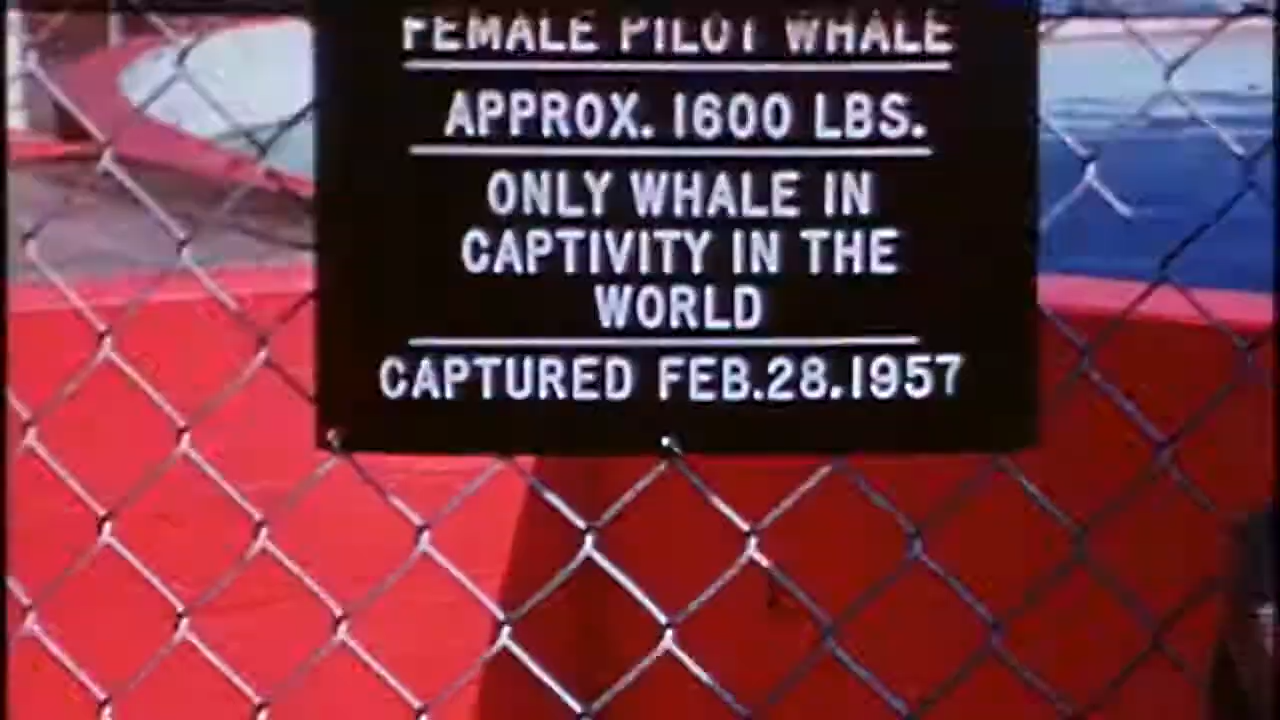 FEMALE PILOT WHALE
APPROX. 1600 LBS.
ONLY WHALE IN
CAPTIVITY IN THE
WORLD
CAPTURED FEB.28.1957